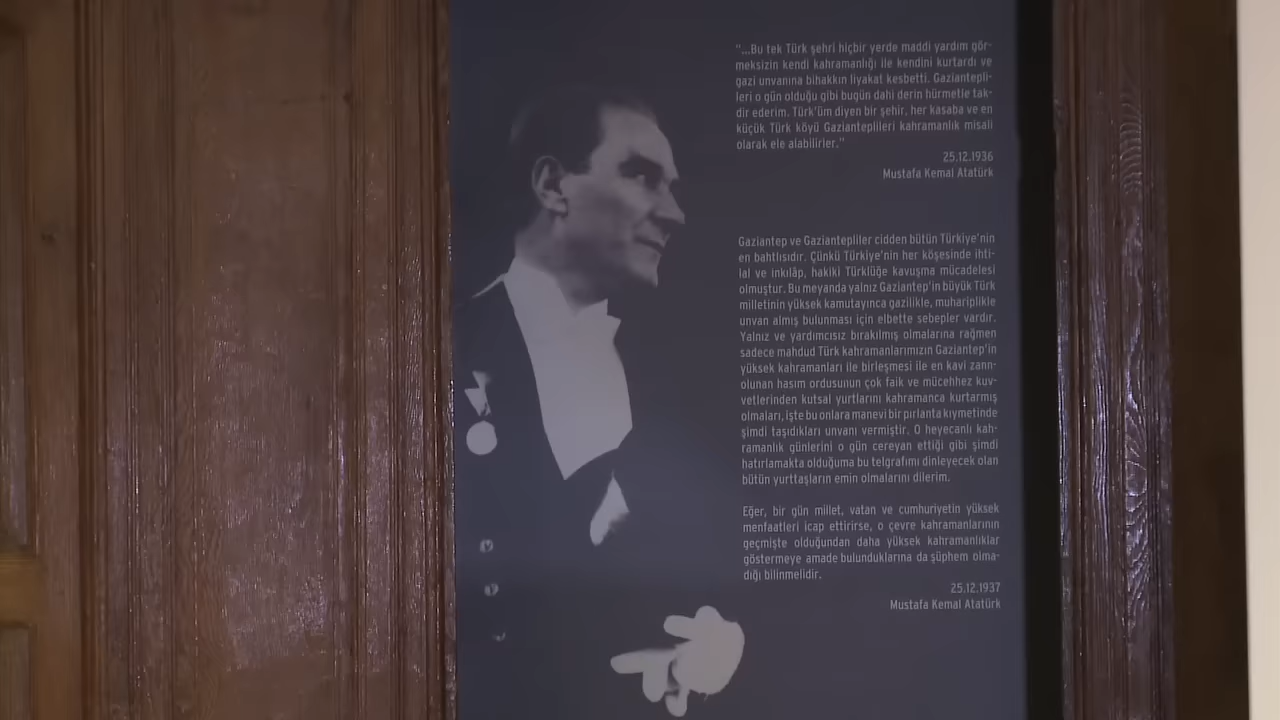 “...Bu tek Türk şehri hiçbir yerde maddi yardım gör-
meksizin kendi kahramanlığı ile kendini kurtardı ve
gazi unvanına bihakkın liyakat kesbetti. Gaziantepli-
leri o gün olduğu gibi bugün dahi derin hürmetle tak-
dir ederim. Türk'üm diyen bir şehir, her kasaba ve en
küçük Türk köyü Gazianteplileri kahramanlık misali
olarak ele alabilirler.”
25.12.1936
Mustafa Kemal Atatürk
Gaziantep ve Gaziantepliler cidden bütün Türkiye'nin
en bahtlısıdır. Çünkü Türkiye'nin her köşesinde ihti-
lal ve inkılâp, hakiki Türklüğe kavuşma mücadelesi
olmuştur. Bu meyanda yalnız Gaziantep'in büyük Türk
milletinin yüksek kamutayınca gazilikle, muhariplikle
unvan almış bulunması için elbette sebepler vardır.
Yalnız ve yardımcısız bırakılmış olmalarına rağmen
sadece mahdud Türk kahramanlarımızın Gaziantep'in
yüksek kahramanları ile birleşmesi ile en kavi zann-
olunan hasım ordusunun çok faik ve mücehhez kuv-
vetlerinden kutsal yurtlarını kahramanca kurtarmış
olmaları, işte bu onlara manevi bir pırlanta kıymetinde
şimdi taşıdıkları unvanı vermiştir. O heyecanlı kah-
ramanlık günlerini o gün cereyan ettiği gibi şimdi
hatırlamakta olduğuma bu telgrafımı dinleyecek olan
bütün yurttaşların emin olmalarını dilerim.
Eğer, bir gün millet, vatan ve cumhuriyetin yüksek
menfaatleri icap ettirirse, o çevre kahramanlarının
geçmişte olduğundan daha yüksek kahramanlıklar
göstermeye amade bulunduklarına da şüphem olma-
dığı bilinmelidir.
25.12.1937
Mustafa Kemal Atatürk